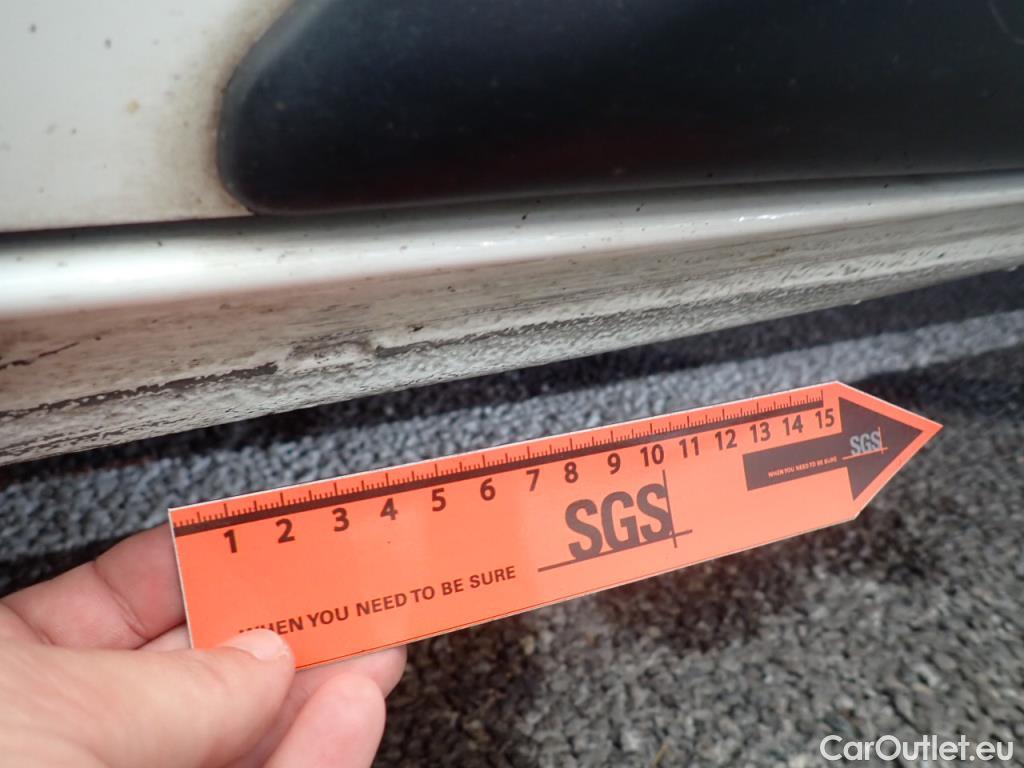 1 2 3 4 5 6 7 8 9 10 11 12 13 14 15
SGS
WHEN YOU NEED TO BE SURE
SGS
WHEN YOU NEED TO BE SURE
CarOutlet.eu